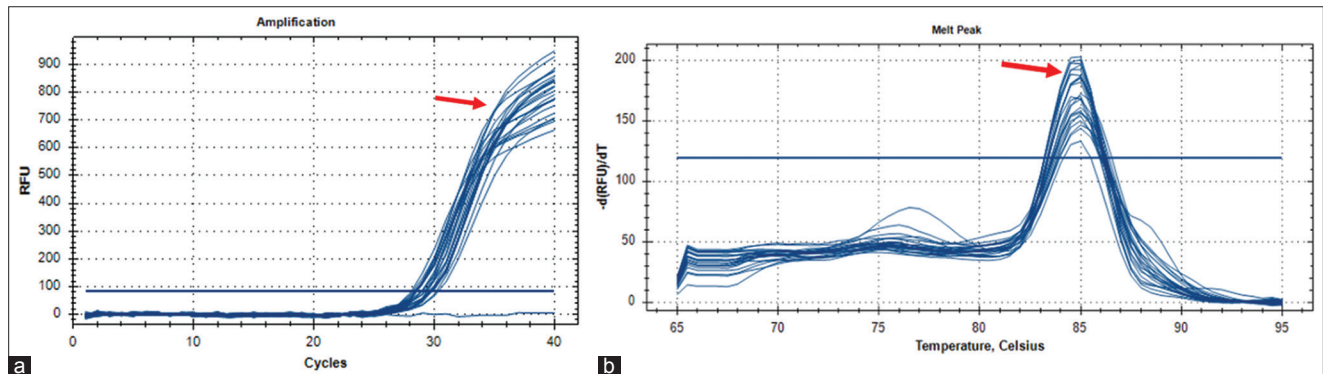 Amplification
RFU
900
800
700
600
500
400
300
200
100
0
0 10 20 30 40
Cycles
a
Melt Peak
-d(RFU)/dT
200
150
100
50
0
65 70 75 80 85 90 95
Temperature, Celsius
b